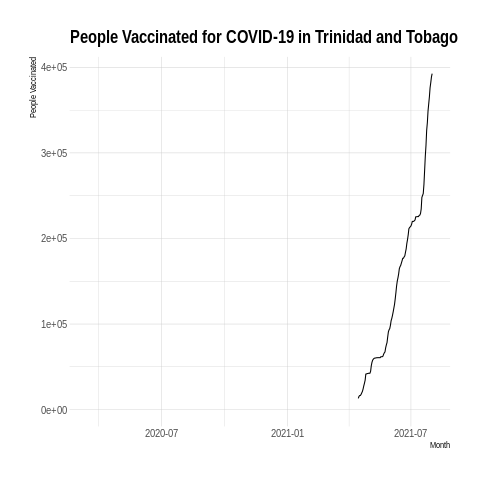 People Vaccinated for COVID-19 in Trinidad and Tobago
People Vaccinated
4e+05
3e+05
2e+05
1e+05
0e+00
2020-07 2021-01 2021-07
Month